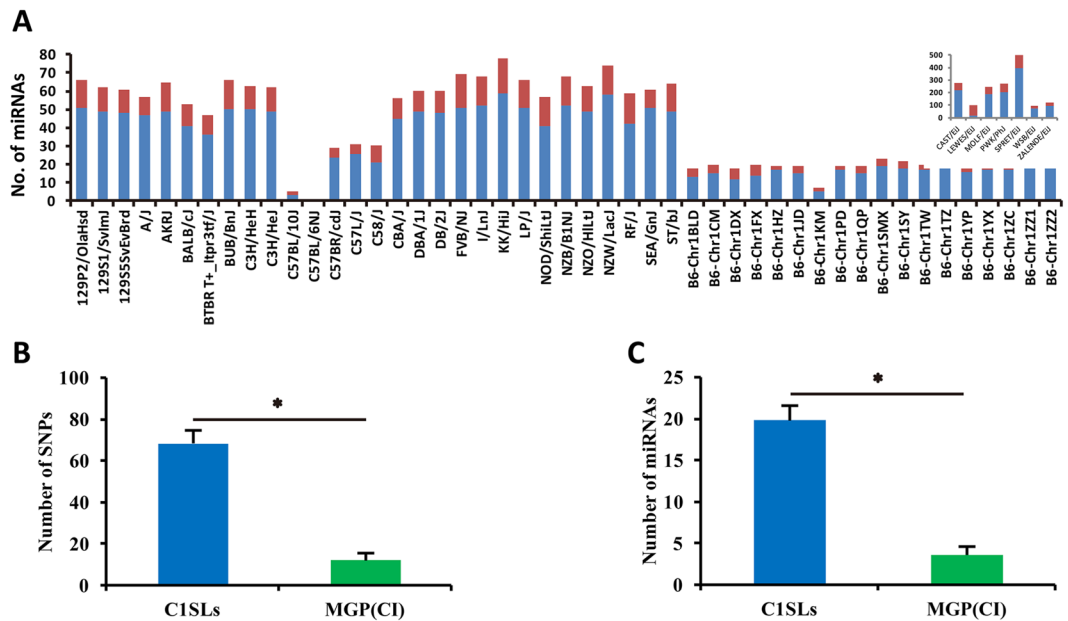 A
No. of miRNAs
80
70
60
50
40
30
20
10
0
129P2/OlaHsd
129S1/SvImJ
129S5SvEvBrd
A/J
AKRJ
BALB/cJ
BTBR T+_Itpr3tf/J
BUB/BnJ
C3H/HeH
C3H/HeJ
C57BL/10J
C57BL/6NJ
C57BR/cdJ
C57L/J
C58/J
CBA/J
DBA/1J
DB/2J
FVB/NJ
I/LnJ
KK/HiJ
LP/J
NOD/ShiLtJ
NZB/B1NJ
NZO/HlLtJ
NZW/LacJ
RF/J
SEA/GnJ
ST/bJ
B6-Chr1BLD
B6-Chr1CM
B6-Chr1DX
B6-Chr1FX
B6-Chr1HZ
B6-Chr1JD
B6-Chr1KM
B6-Chr1PD
B6-Chr1QP
B6-Chr1SMX
B6-Chr1SY
B6-Chr1TW
B6-Chr1TZ
B6-Chr1YP
B6-Chr1YX
B6-Chr1ZC
B6-Chr1ZZ1
B6-Chr1ZZ2
500
400
300
200
100
0
CAST/EiJ
LEWES/EiJ
MOLF/EiJ
PWK/PhJ
SPRET/EiJ
WSB/EiJ
ZALENDE/EiJ
B
Number of SNPs
100
80
60
40
20
0
*
C1SLs
MGP(CI)
C
Number of miRNAs
25
20
15
10
5
0
*
C1SLs
MGP(CI)